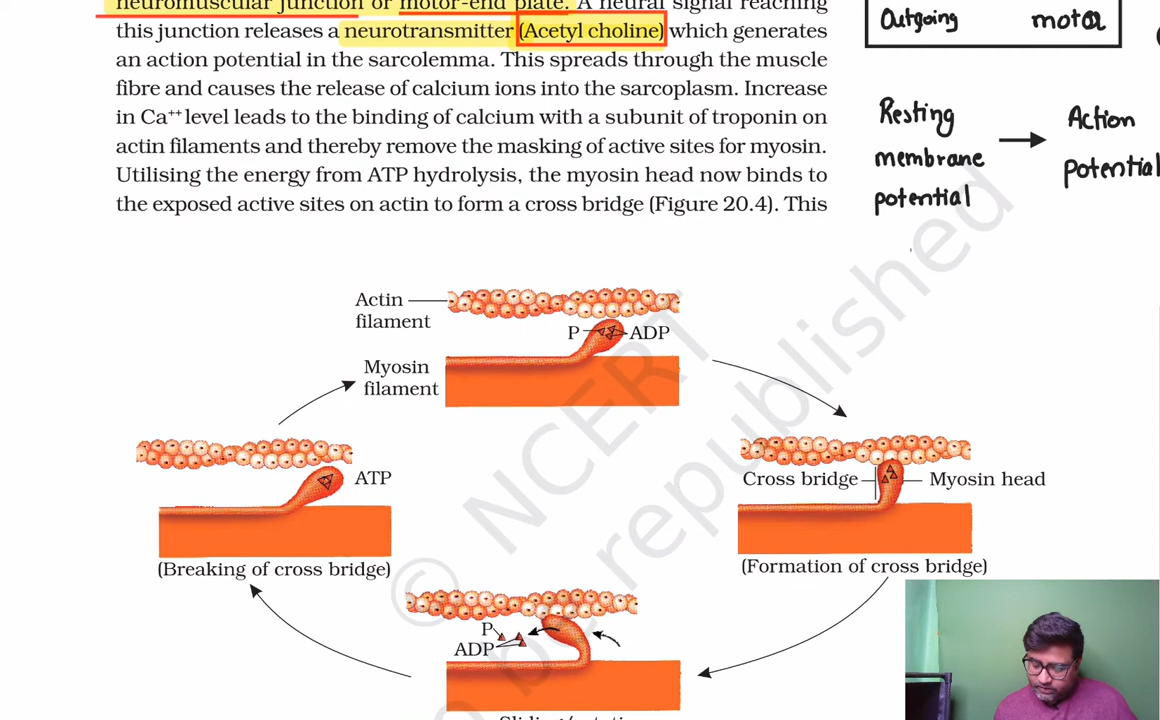 neuromuscular junction or motor-end plate. A neural signal reaching
this junction releases a neurotransmitter (Acetyl choline) which generates
an action potential in the sarcolemma. This spreads through the muscle
fibre and causes the release of calcium ions into the sarcoplasm. Increase
in Ca⁺⁺ level leads to the binding of calcium with a subunit of troponin on
actin filaments and thereby remove the masking of active sites for myosin.
Utilising the energy from ATP hydrolysis, the myosin head now binds to
the exposed active sites on actin to form a cross bridge (Figure 20.4). This
Outgoing motor
Resting
membrane
potential
Action
Potential
Actin
filament
P
ADP
Myosin
filament
ATP
(Breaking of cross bridge)
Cross bridge
Myosin head
(Formation of cross bridge)
P
ADP
© NCERT
republished